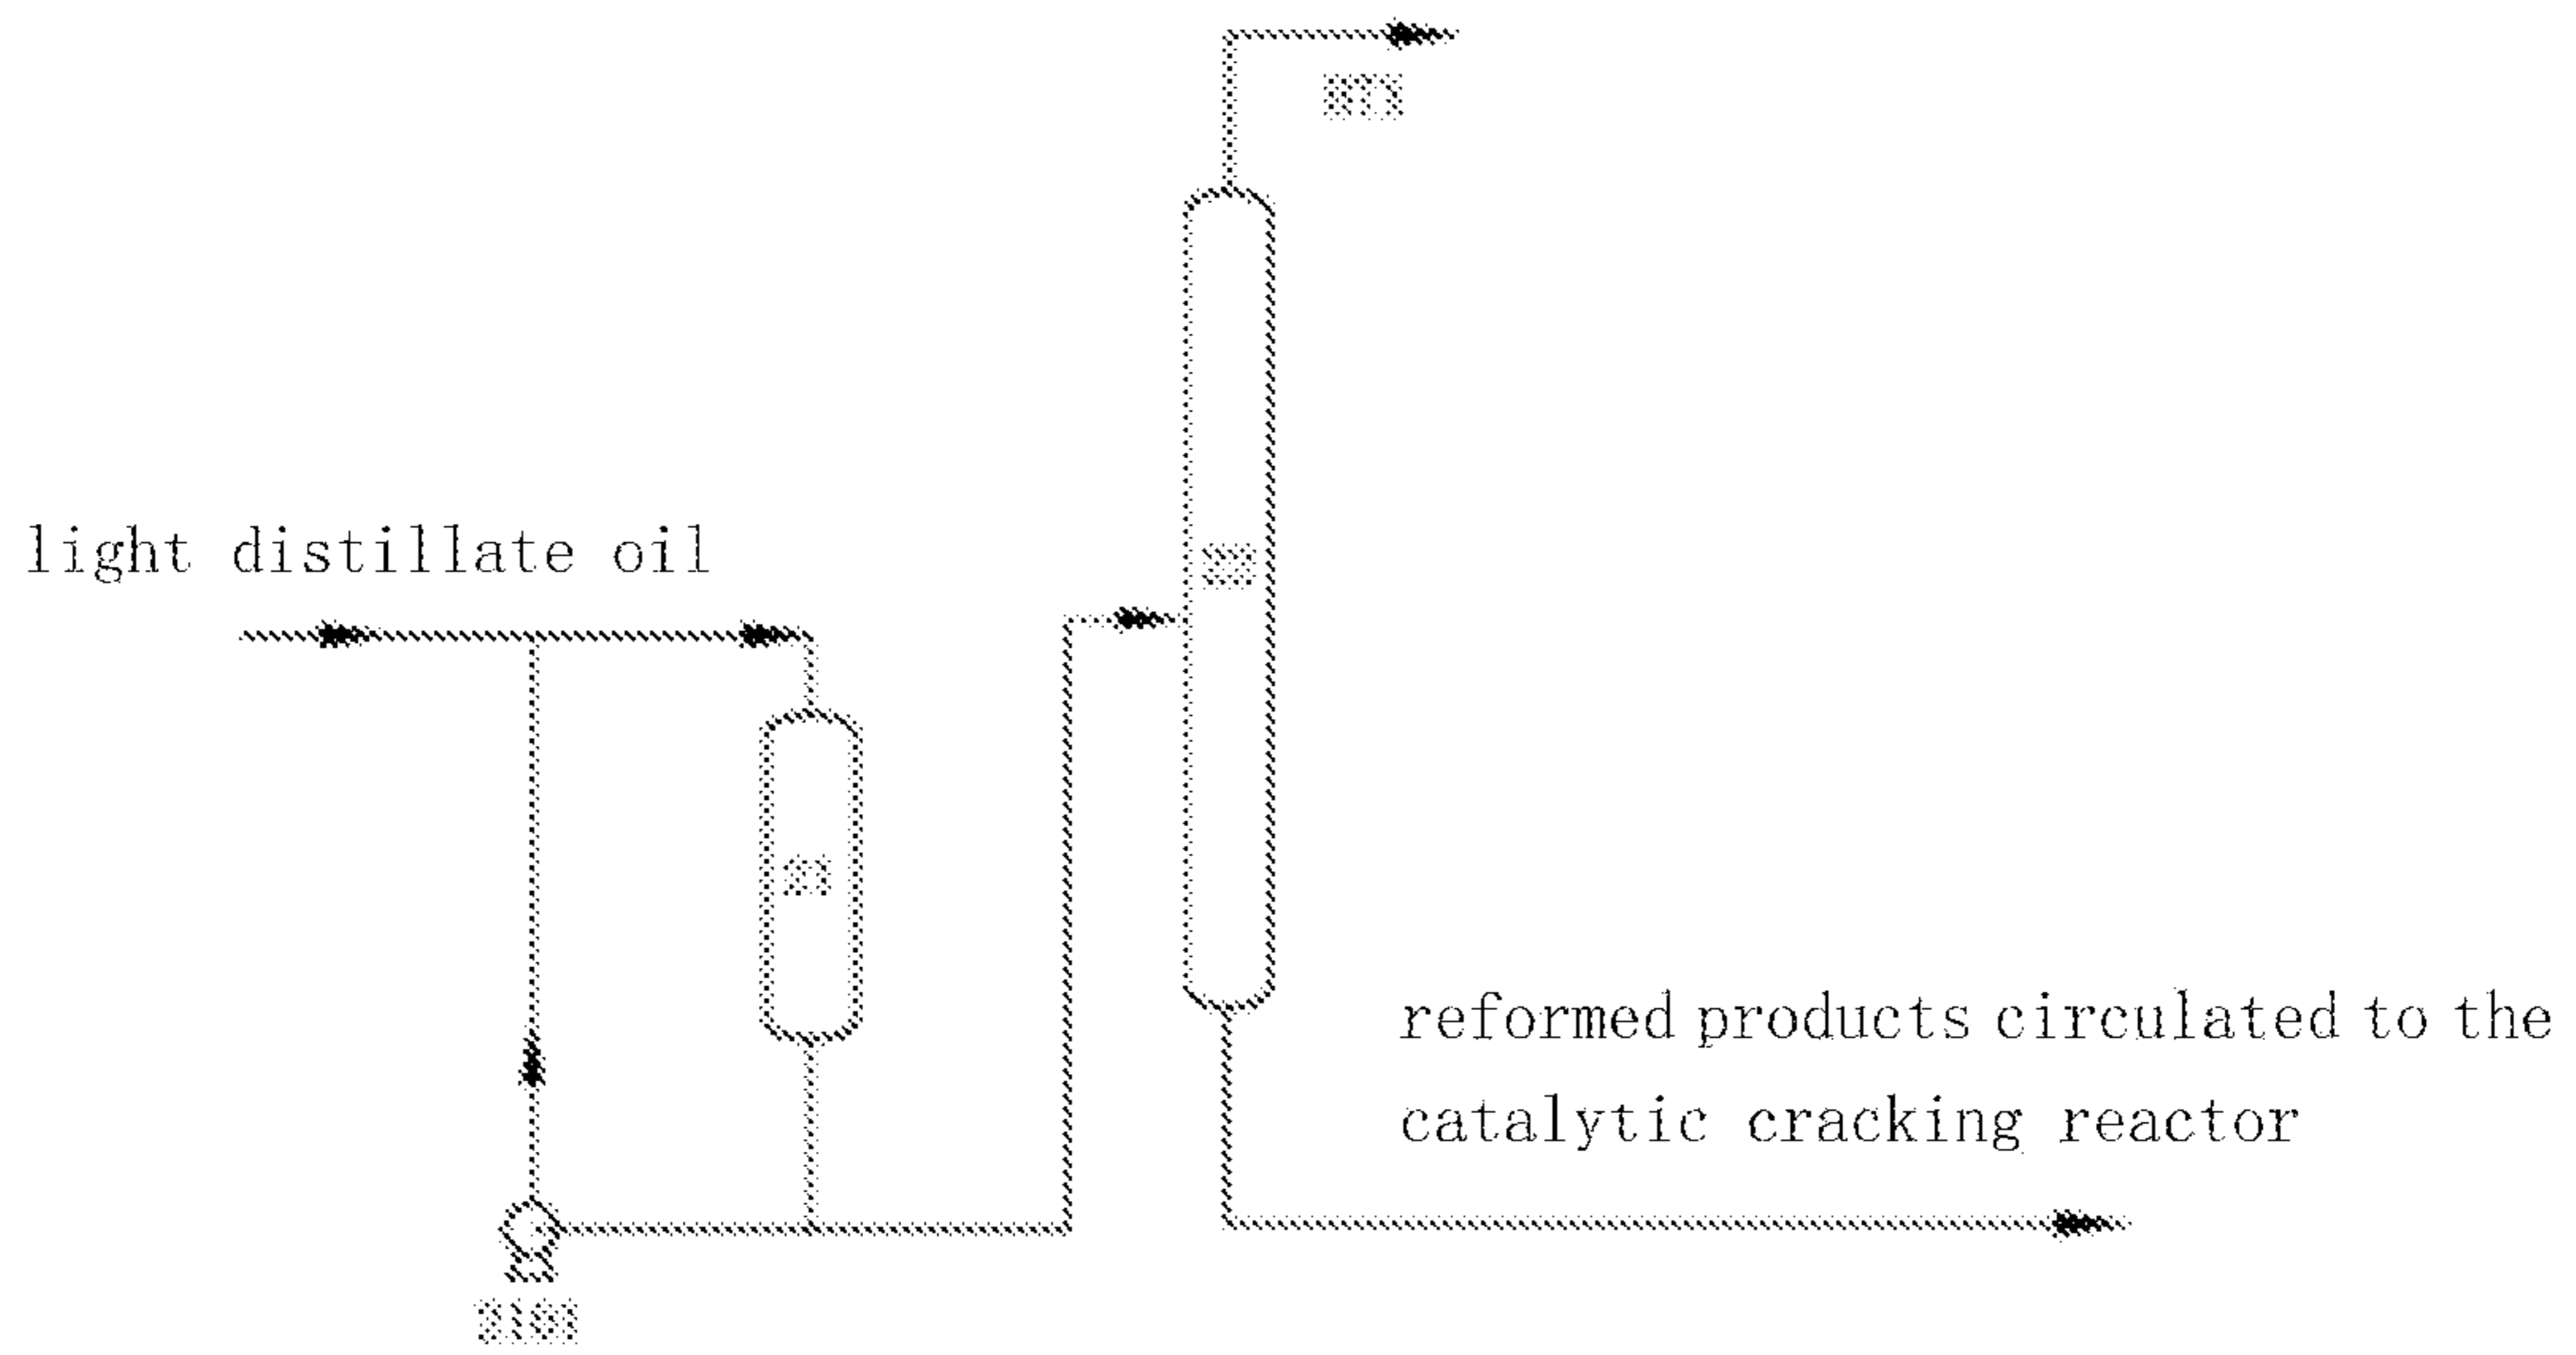 light distillate oil
reformed products circulated to the
catalytic cracking reactor